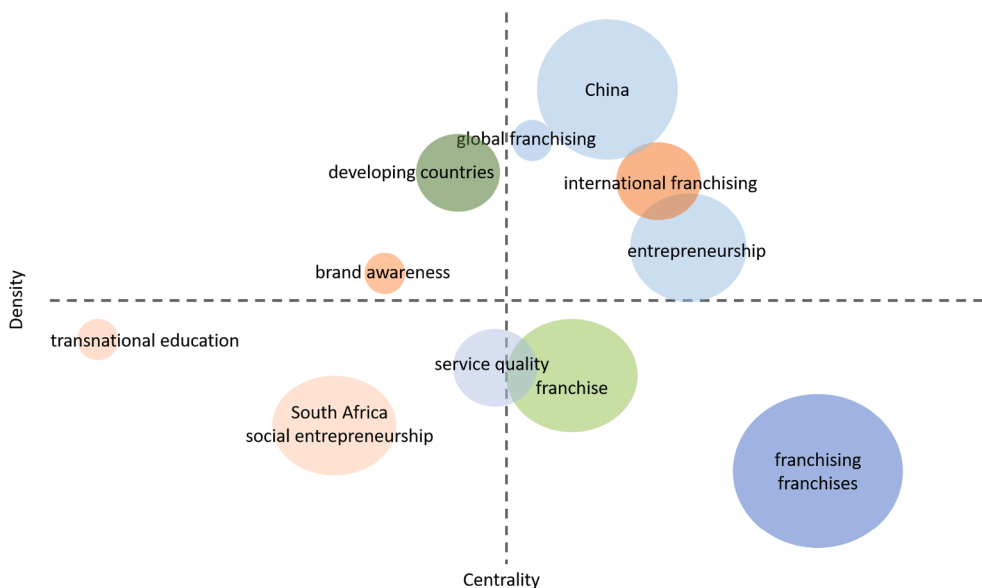 China
global franchising
developing countries
international franchising
entrepreneurship
brand awareness
Density
transnational education
service quality
franchise
South Africa
social entrepreneurship
franchising
franchises
Centrality